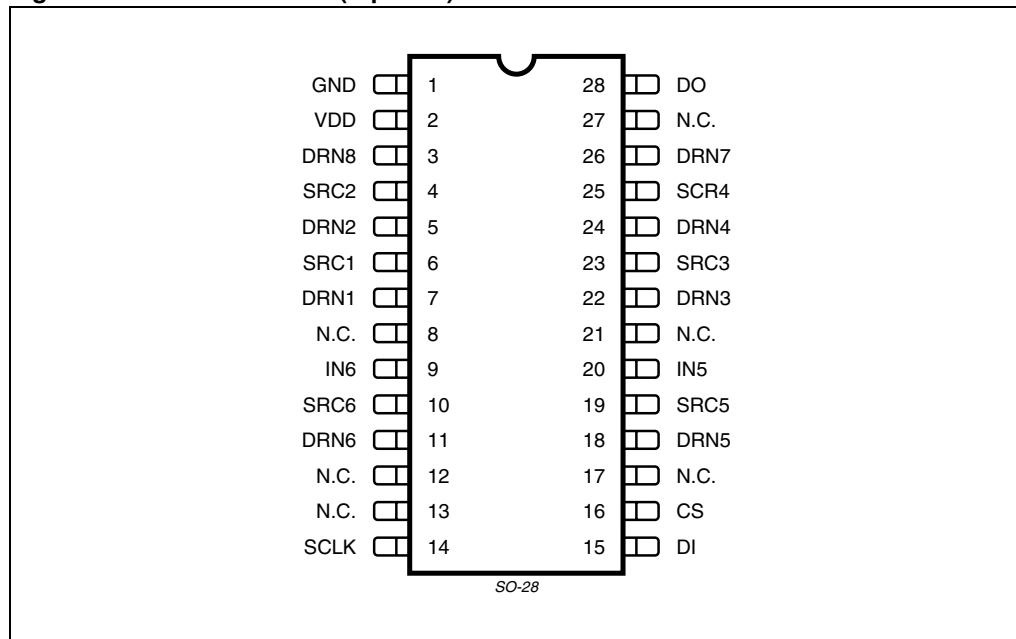 GND 1 28 DO
VDD 2 27 N.C.
DRN8 3 26 DRN7
SRC2 4 25 SCR4
DRN2 5 24 DRN4
SRC1 6 23 SRC3
DRN1 7 22 DRN3
N.C. 8 21 N.C.
IN6 9 20 IN5
SRC6 10 19 SRC5
DRN6 11 18 DRN5
N.C. 12 17 N.C.
N.C. 13 16 CS
SCLK 14 15 DI
SO-28